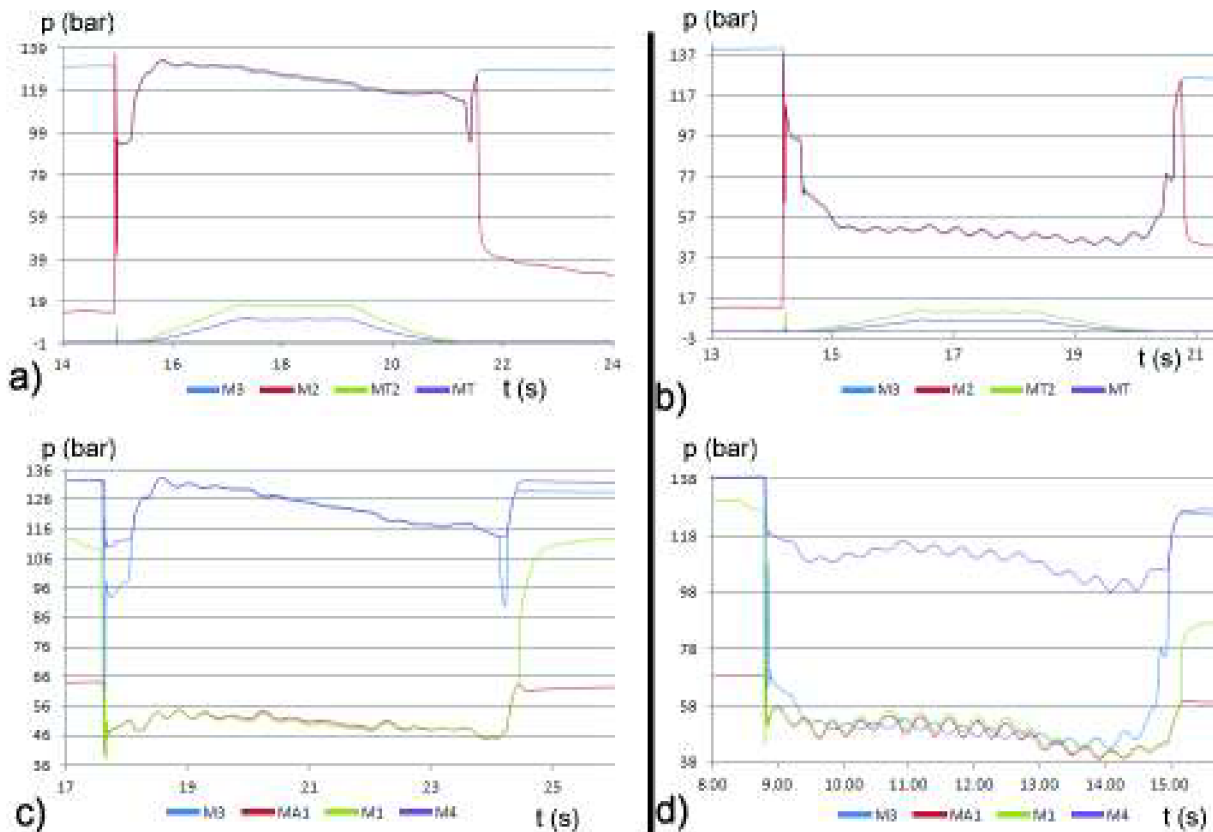 p (bar)
139
119
99
79
59
39
19
-1
14 16 18 20 22 24
a)
t (s)
M3 M2 MT2 MT
p (bar)
137
117
97
77
57
37
17
-3
13 15 17 19 21
t (s)
b)
M3 M2 MT2 MT
p (bar)
136
126
116
106
96
86
76
66
56
46
36
17 19 21 23 25
c)
t (s)
M3 MA1 M1 M4
p (bar)
138
118
98
78
58
38
8:00 9.00 10.00 11:00 12:00 13:00 14:00 15:00
d)
t (s)
M3 MA1 M1 M4